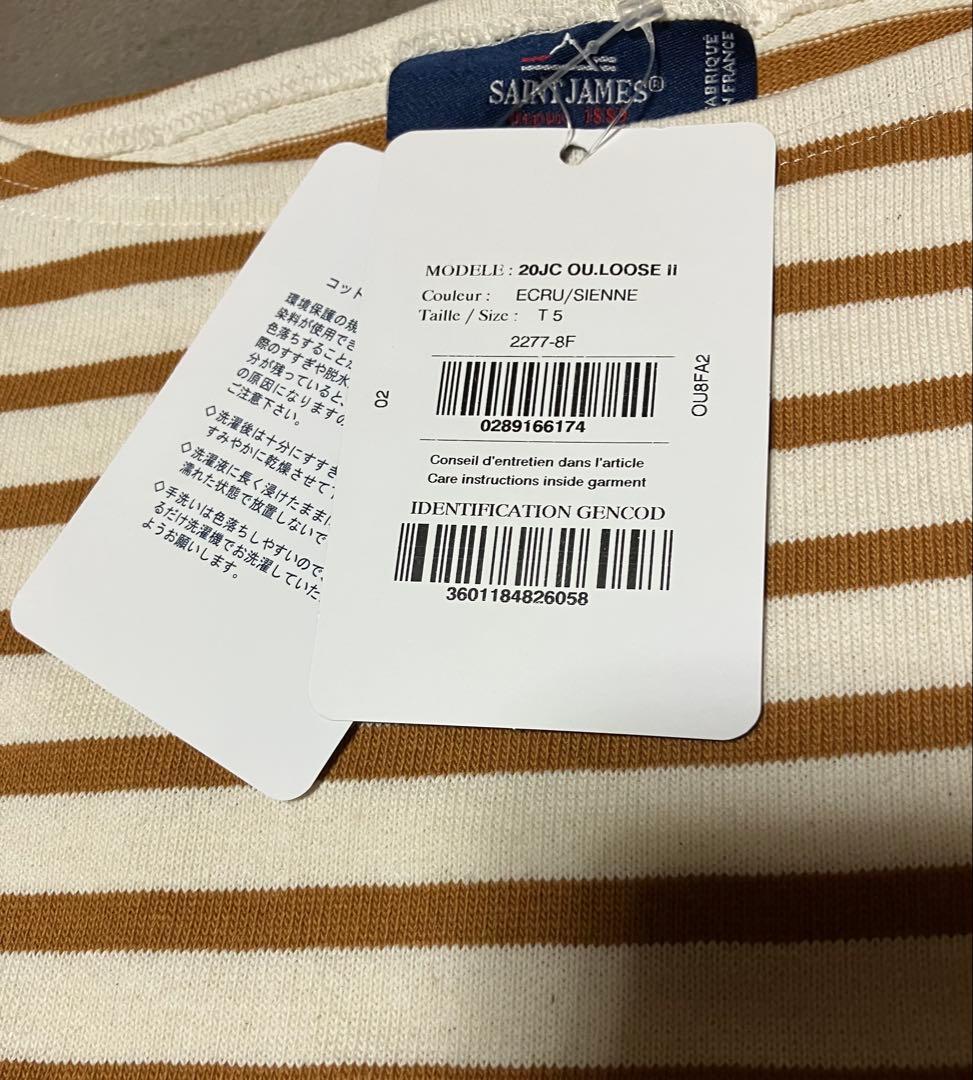 SAINT JAMES®
depuis 1889
FABRIQUÉ
EN FRANCE
MODELE : 20JC OU.LOOSE II
Couleur : ECRU/SIENNE
Taille / Size : T 5
2277-8F
02
OU8FA2
0289166174
Conseil d'entretien dans l'article
Care instructions inside garment
IDENTIFICATION GENCOD
3601184826058
コット
環境保護の規
染料が使用でき
色落ちすることが
際のすすぎや脱水
分が残っていると、
の原因になりますの
ご注意下さい。
◇洗濯後は十分にすすぎ
すみやかに乾燥させて
◇洗濯液に長く浸けたまま
濡れた状態で放置しないで
◇手洗いは色落ちしやすいので、
るだけ洗濯機でお洗濯していた
ようお願いします。